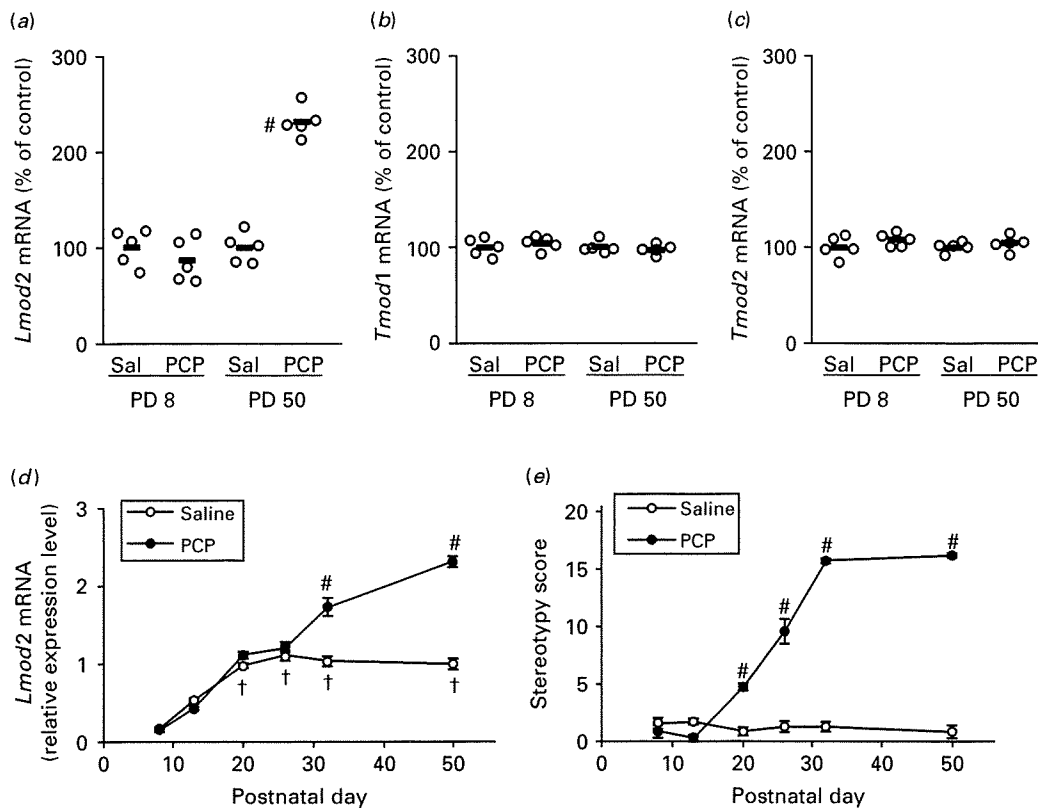 (a)
Lmod2 mRNA (% of control)
300
200
100
0
#
Sal PCP Sal PCP
PD 8 PD 50
(b)
Tmod1 mRNA (% of control)
300
200
100
0
Sal PCP Sal PCP
PD 8 PD 50
(c)
Tmod2 mRNA (% of control)
300
200
100
0
Sal PCP Sal PCP
PD 8 PD 50
(d)
Lmod2 mRNA
(relative expression level)
3
2
1
0
Saline
PCP
# #
† † † †
0 10 20 30 40 50
Postnatal day
(e)
Stereotypy score
20
15
10
5
0
Saline
PCP
# # # #
0 10 20 30 40 50
Postnatal day